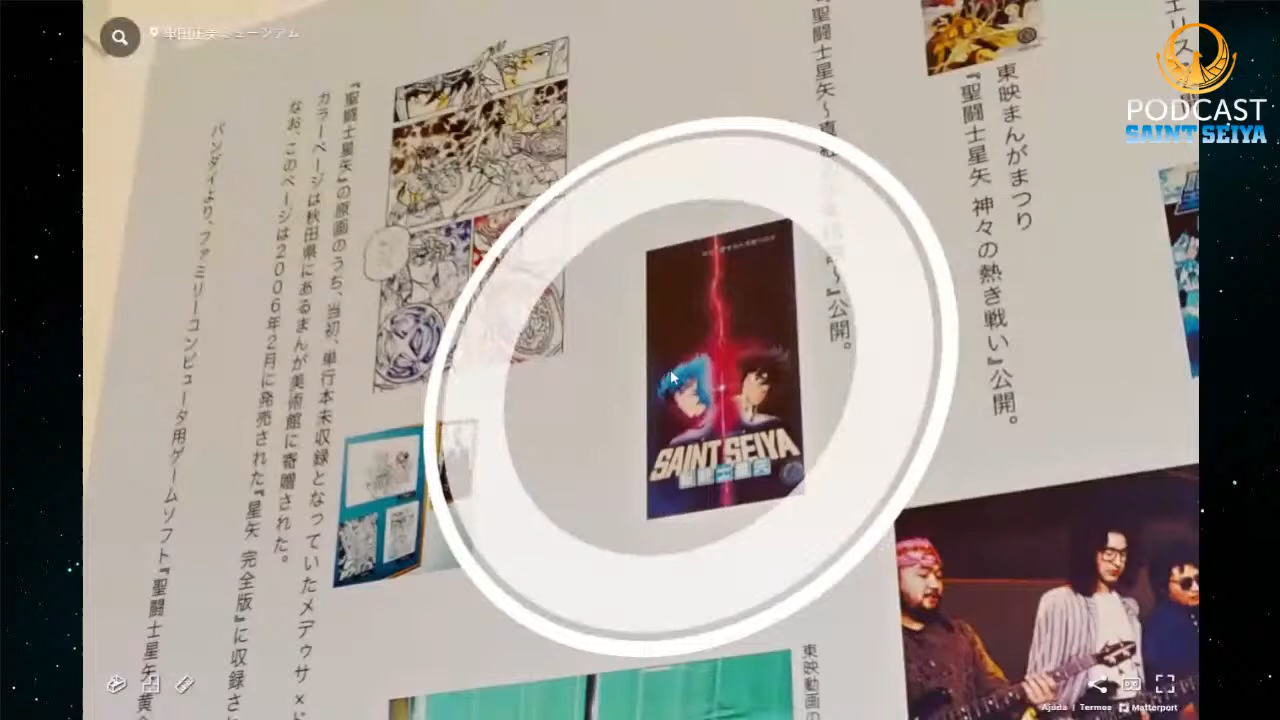 車田正美ミュージアム
PODCAST
SAINT SEIYA
東映まんがまつり
『聖闘士星矢 神々の熱き戦い』公開。
闘士星矢～真紅
』公開。
『聖闘士星矢』の原画のうち、当初、単行本未収録となっていたメデゥサ×ド
カラーページは秋田県にあるまんが美術館に寄贈された。
なお、このページは2006年2月に発売された『星矢 完全版』に収録さ
バンダイより、ファミリーコンピュータ用ゲームソフト『聖闘士星矢 黄金
SAINT SEIYA
聖闘士星矢
東映動画の
Ajuda | Termos | Matterport